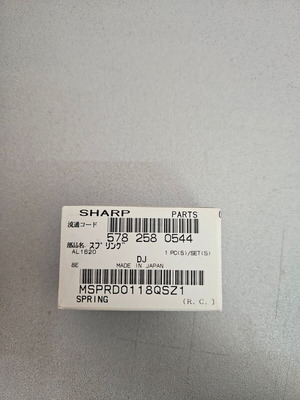 SHARP PARTS
流通コード
578 258 0544
部品名. スプリング
AL1520 1 PC(S)/SET(S)
DJ
BE MADE IN JAPAN
MSPRD0118QSZ1
SPRING (R. C.)